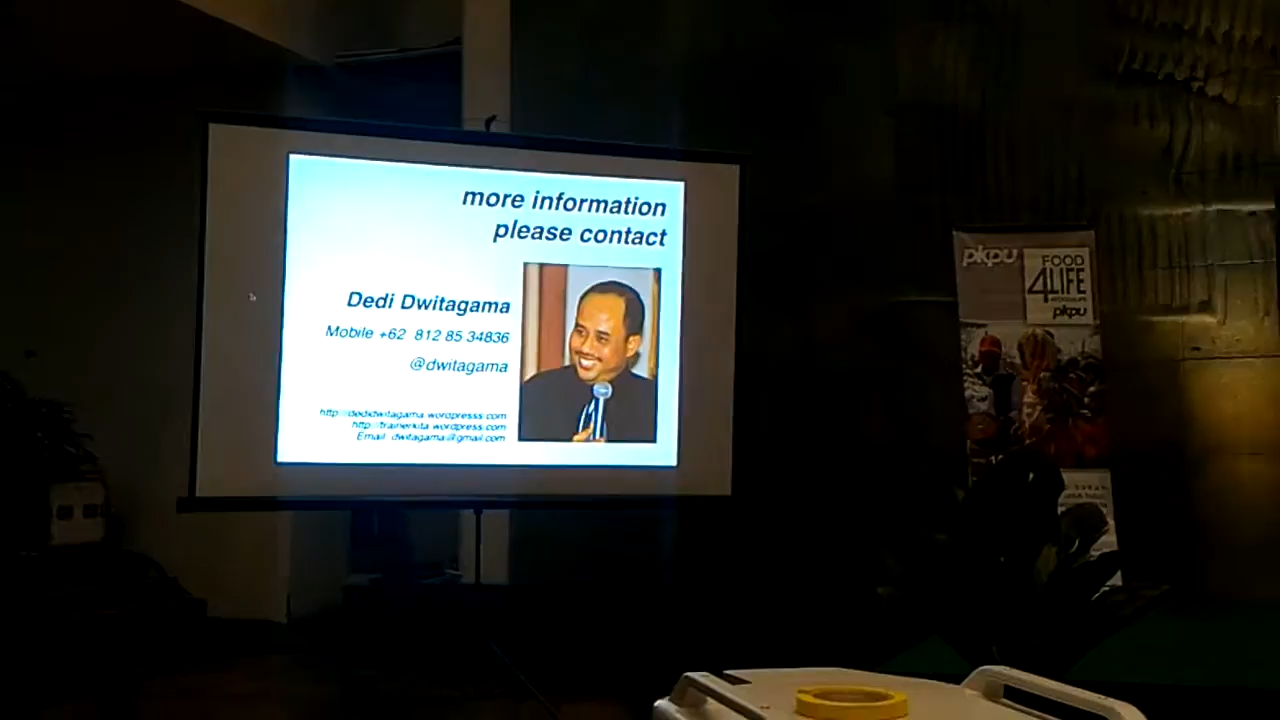 more information
please contact
Dedi Dwitagama
Mobile +62 812 85 34836
@dwitagama
http://dedidwitagama.wordpresss.com
http://trainerkita.wordpress.com
Email: dwitagama@gmail.com
pkpu
FOOD
4LIFE
pkpu